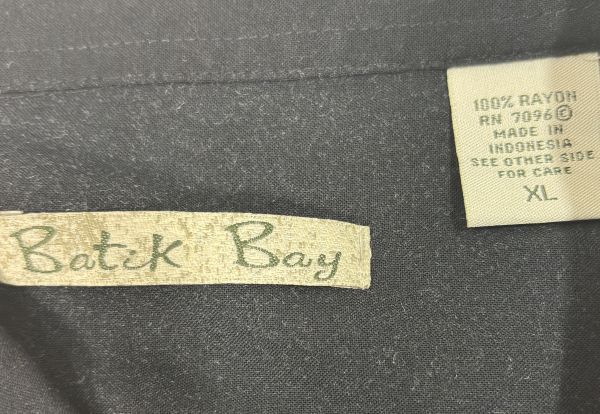 100% RAYON
RN 7096©
MADE IN
INDONESIA
SEE OTHER SIDE
FOR CARE
XL
Batik Bay